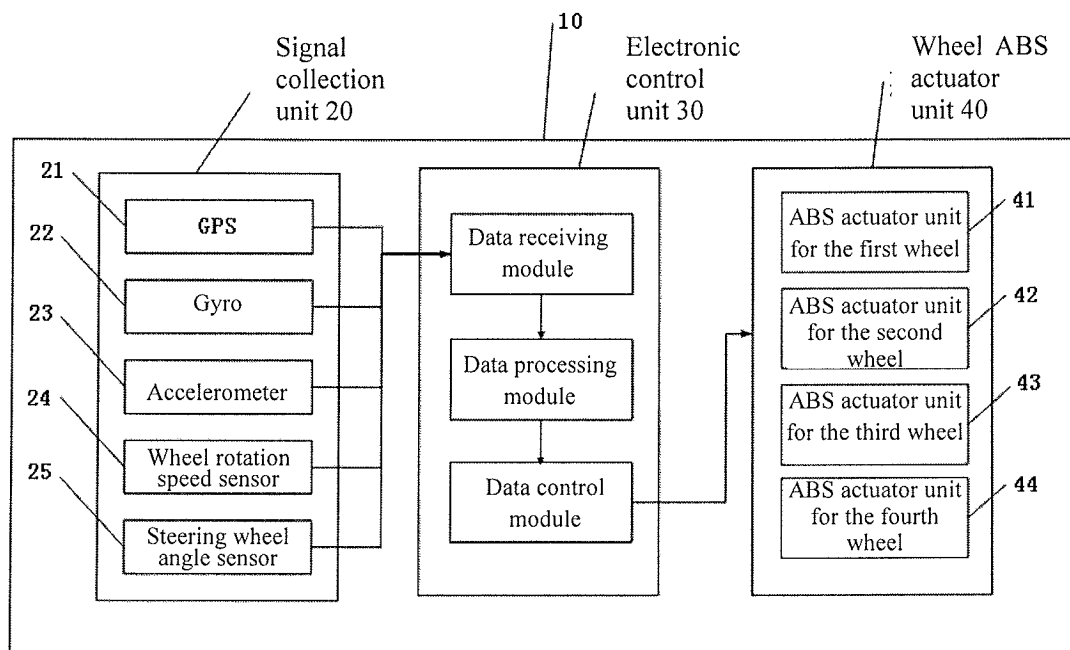 10
Signal
collection
unit 20
Electronic
control
unit 30
Wheel ABS
actuator
unit 40
21
GPS
22
Gyro
23
Accelerometer
24
Wheel rotation
speed sensor
25
Steering wheel
angle sensor
Data receiving
module
Data processing
module
Data control
module
ABS actuator unit
for the first wheel
41
ABS actuator unit
for the second
wheel
42
ABS actuator unit
for the third wheel
43
ABS actuator unit
for the fourth
wheel
44